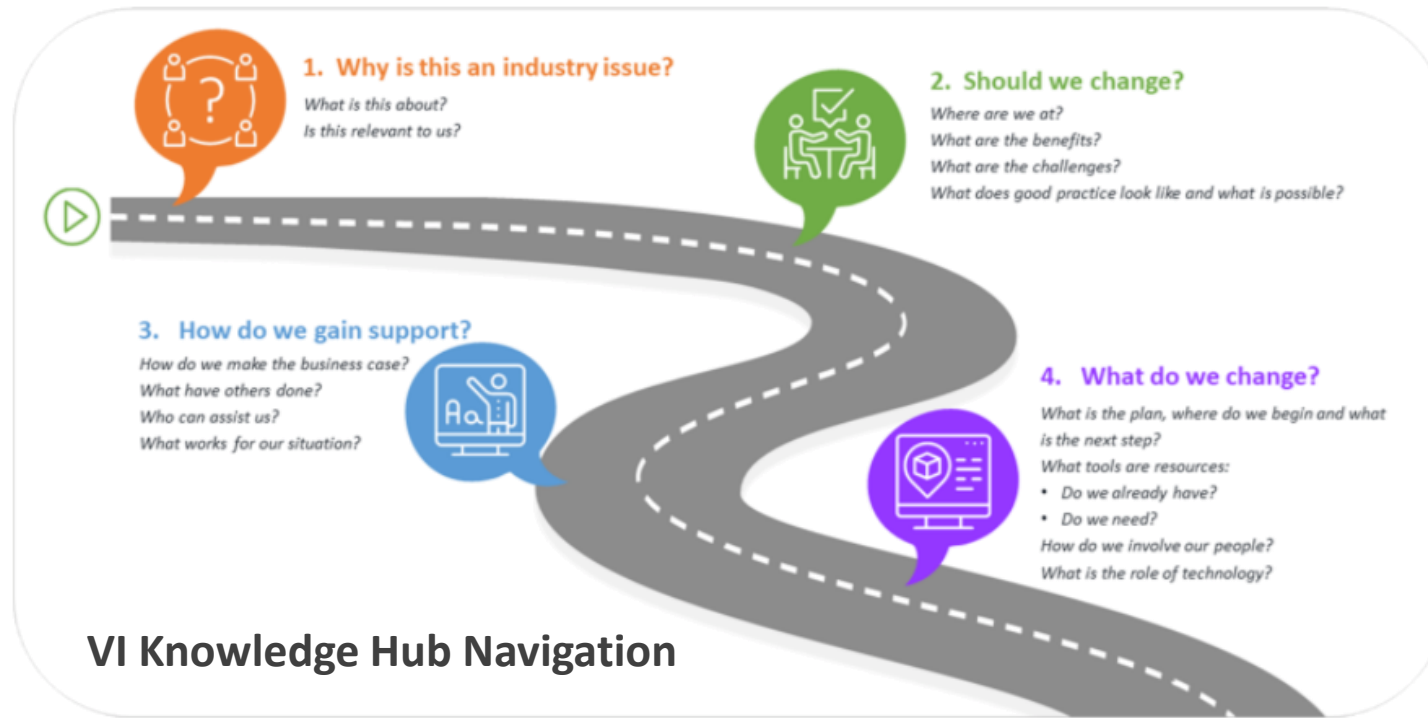 1. Why is this an industry issue?
What is this about?
Is this relevant to us?
?
2. Should we change?
Where are we at?
What are the benefits?
What are the challenges?
What does good practice look like and what is possible?
3. How do we gain support?
How do we make the business case?
What have others done?
Who can assist us?
What works for our situation?
Aa
4. What do we change?
What is the plan, where do we begin and what
is the next step?
What tools are resources:
• Do we already have?
• Do we need?
How do we involve our people?
What is the role of technology?
VI Knowledge Hub Navigation